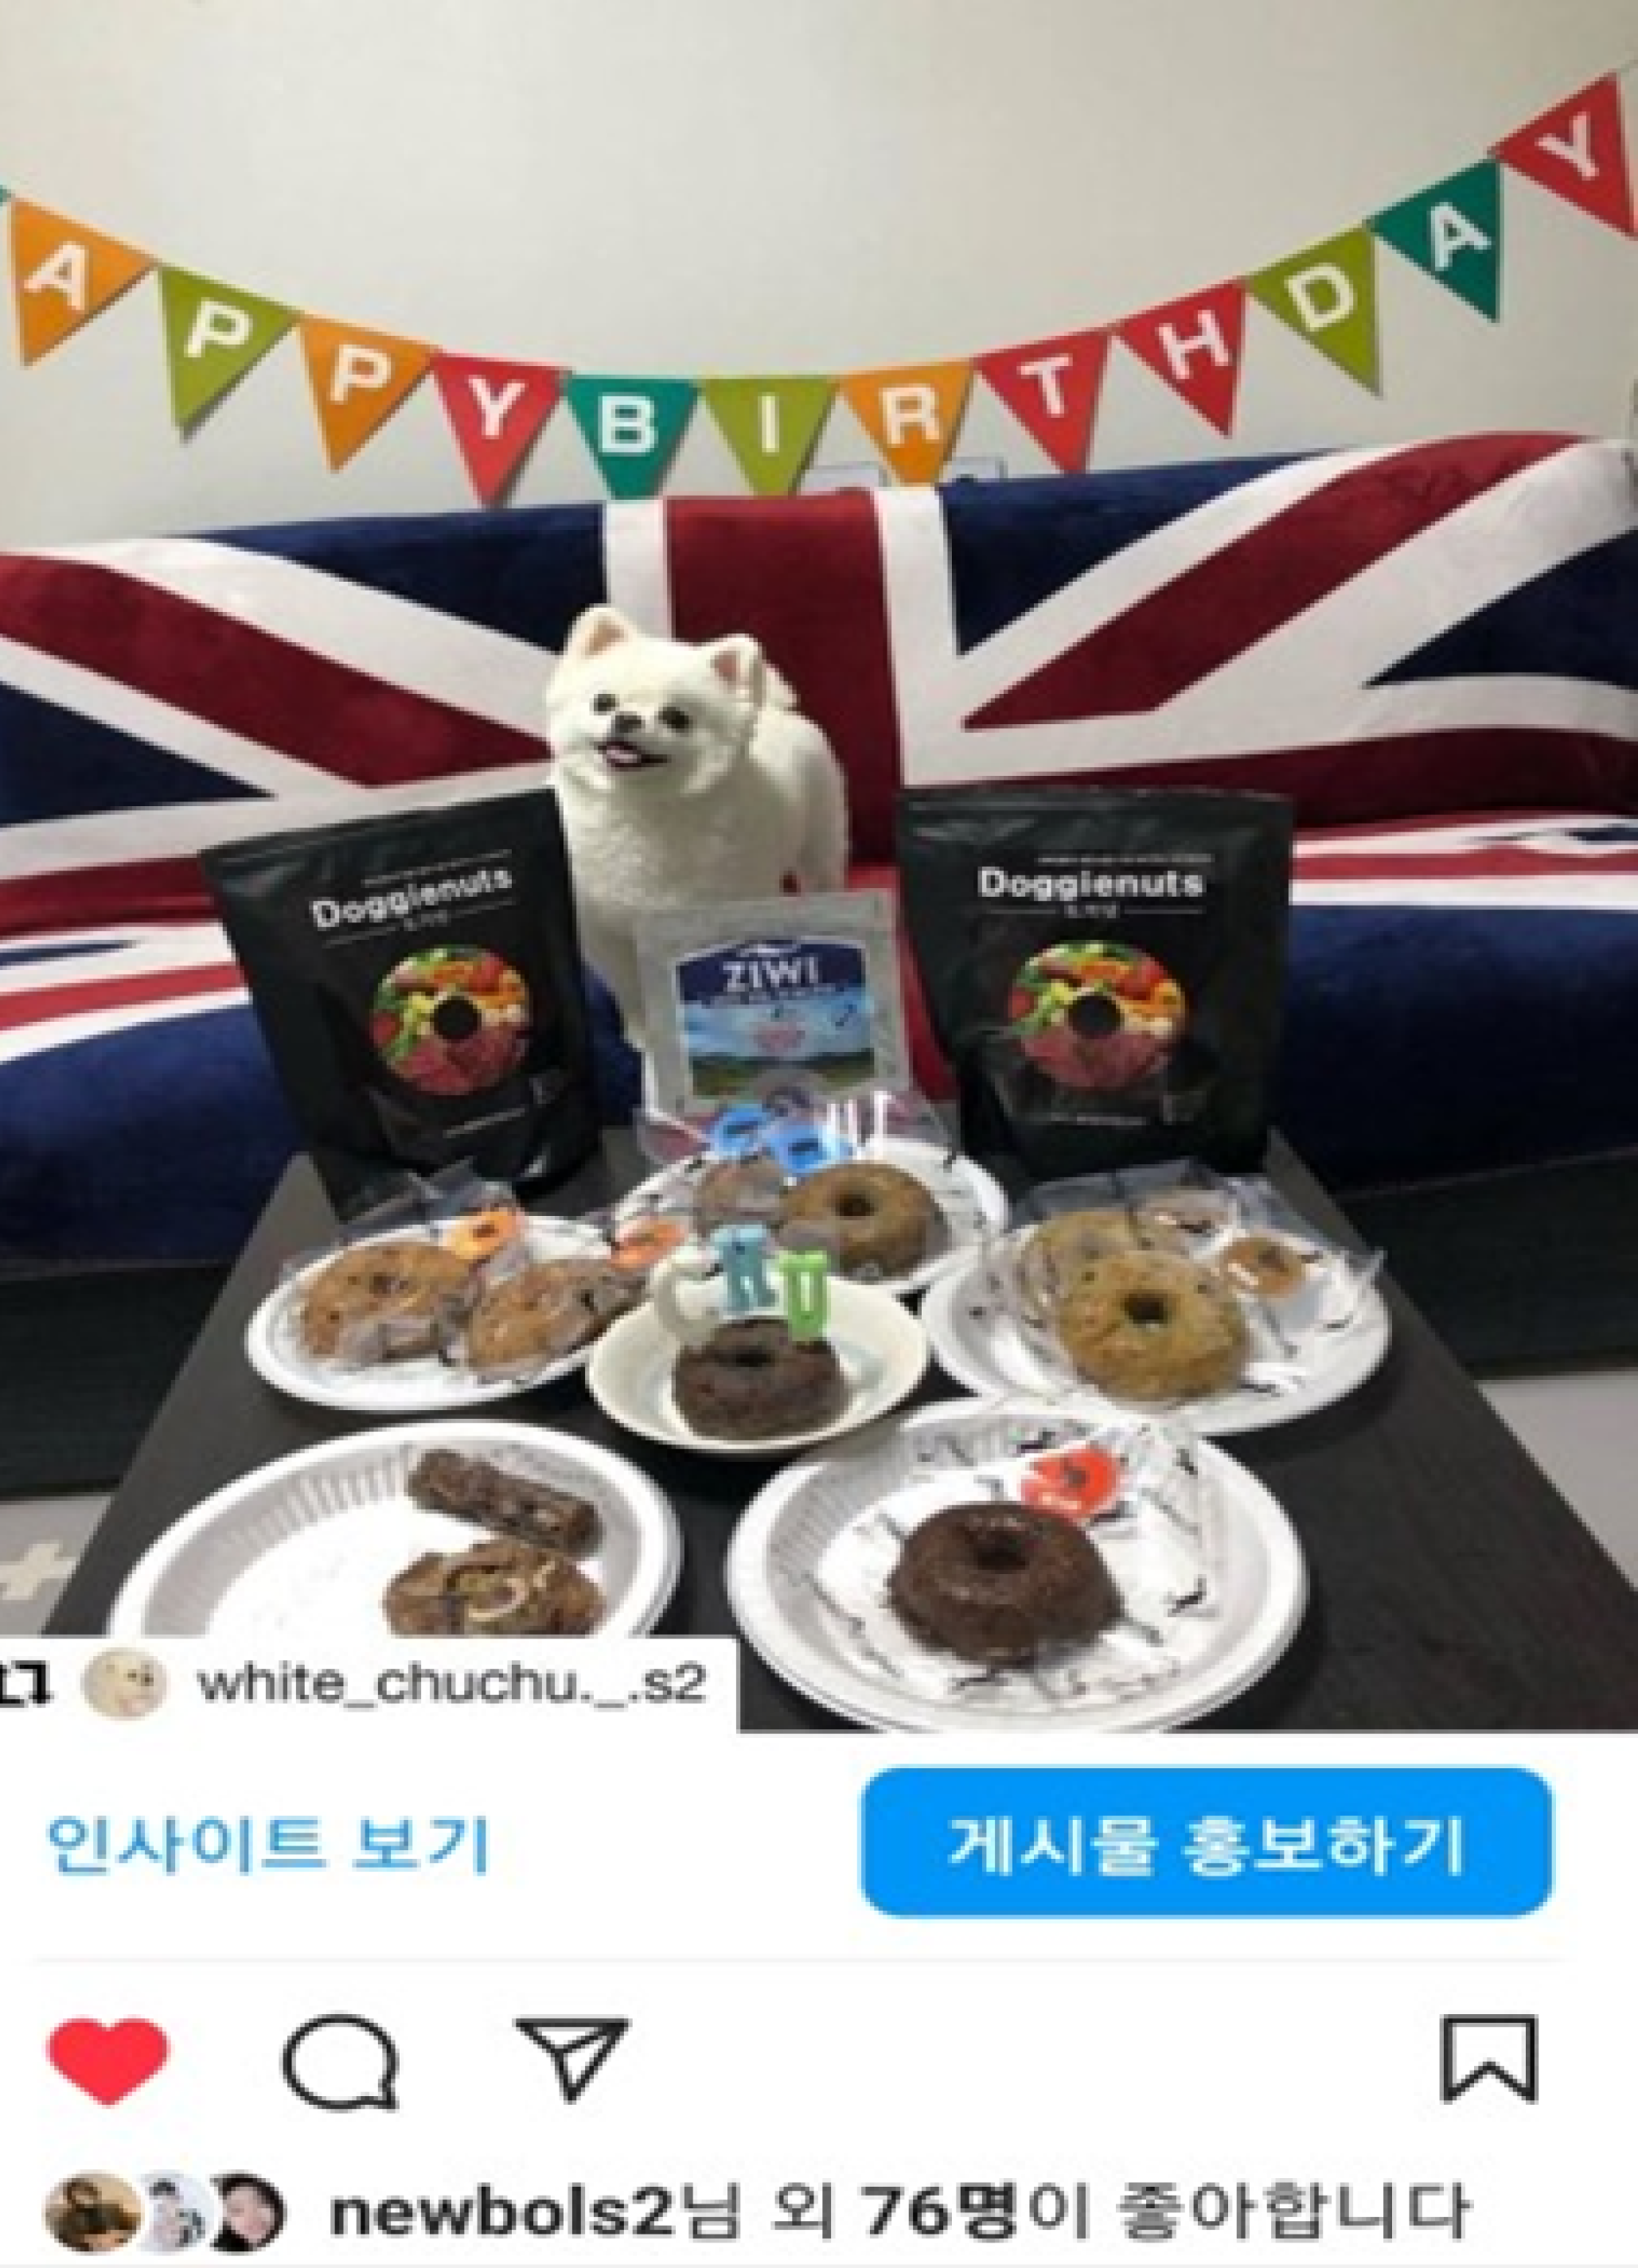 APPYBIRTHDAY
Doggienuts
Doggienuts
ZIWI
white_chuchu._.s2
인사이트 보기
게시물 홍보하기
newbols2님 외 76명이 좋아합니다